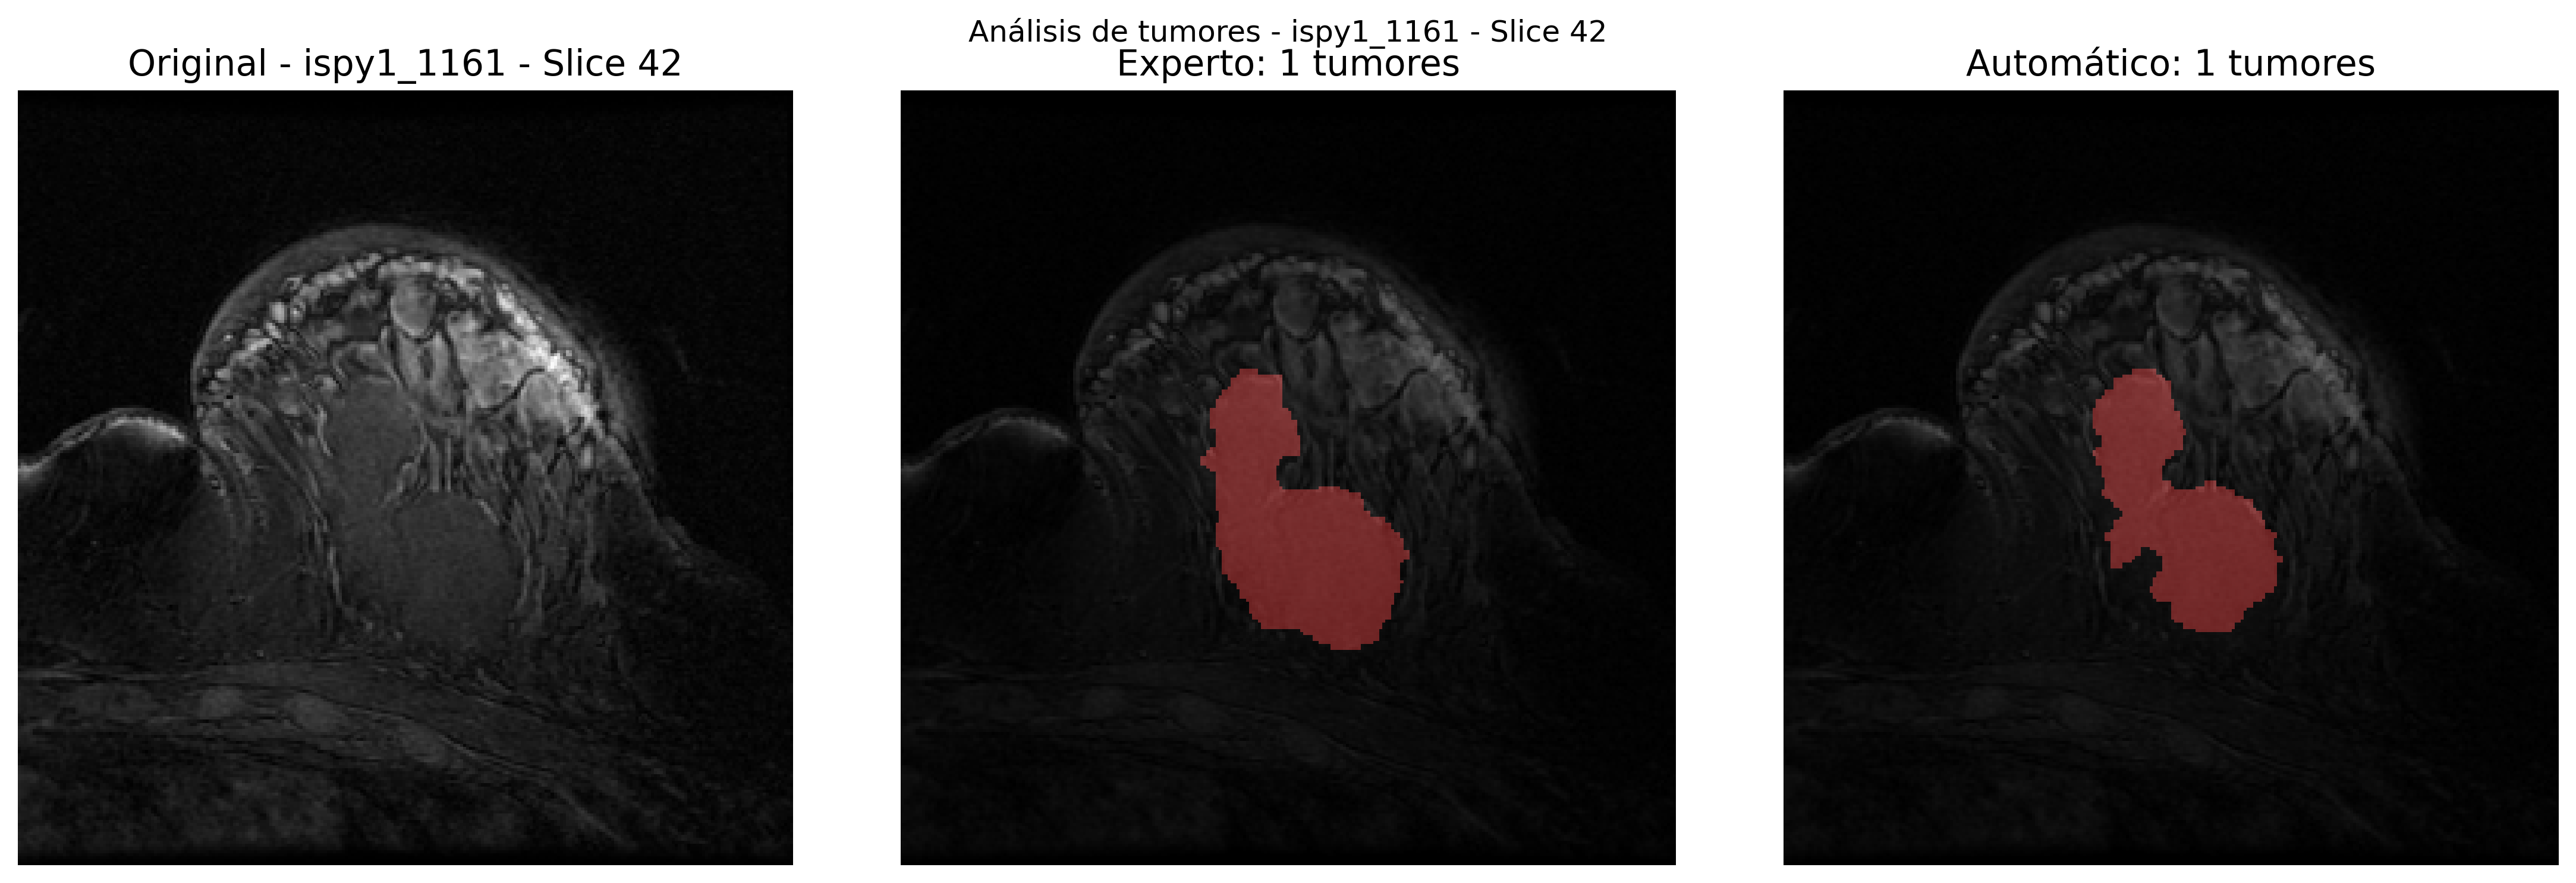 Análisis de tumores - ispy1_1161 - Slice 42
Original - ispy1_1161 - Slice 42
Experto: 1 tumores
Automático: 1 tumores